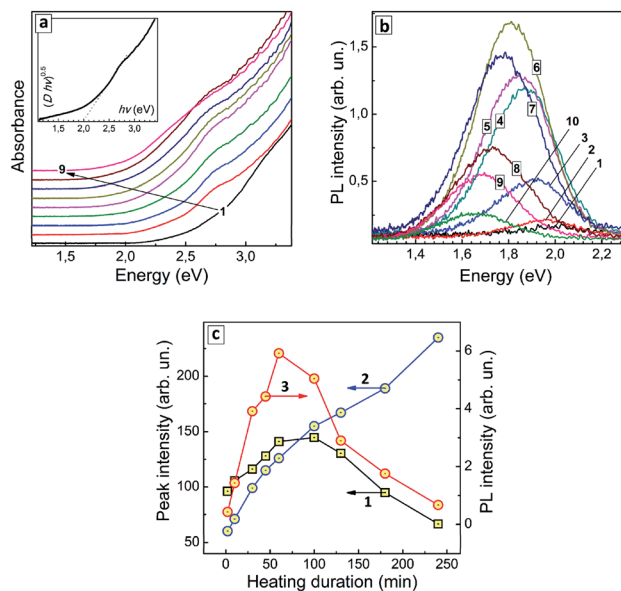 a
(D hν)^0.5
hν (eV)
1,5 2,0 2,5 3,0
9
1
Absorbance
1,5 2,0 2,5 3,0
Energy (eV)
b
PL intensity (arb. un.)
1,5
1,0
0,5
6
5 4 7
10
3
2
1
8
9
1,4 1,6 1,8 2,0 2,2
Energy (eV)
c
Peak intensity (arb. un.)
200
150
100
50
3
2
1
6
4
2
0
PL intensity (arb. un.)
0 50 100 150 200 250
Heating duration (min)